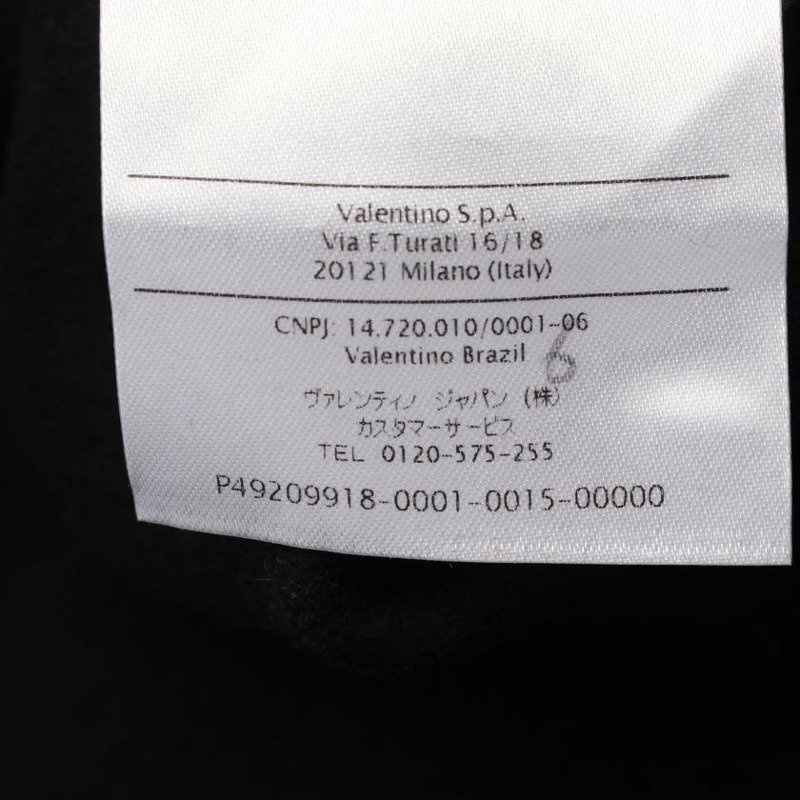 Valentino S.p.A.
Via F.Turati 16/18
20121 Milano (Italy)
CNPJ: 14.720.010/0001-06
Valentino Brazil
6
ヴァレンティノ ジャパン (株)
カスタマーサービス
TEL 0120-575-255
P49209918-0001-0015-00000